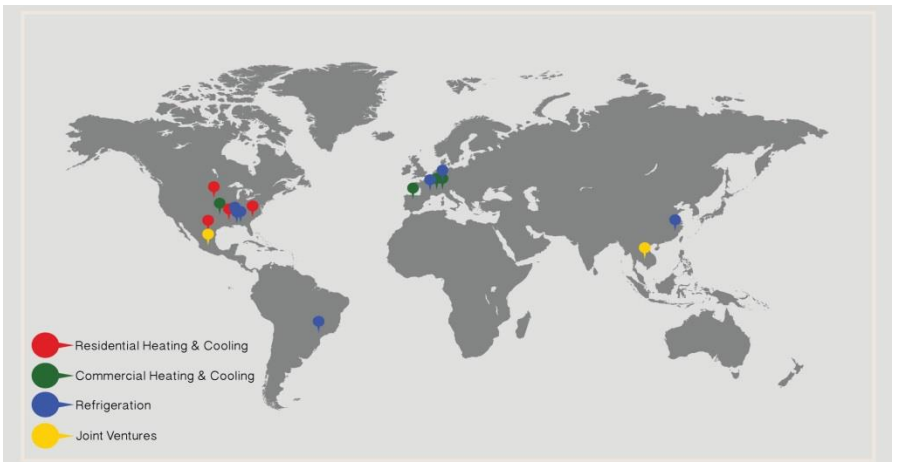 Residential Heating & Cooling
Commercial Heating & Cooling
Refrigeration
Joint Ventures